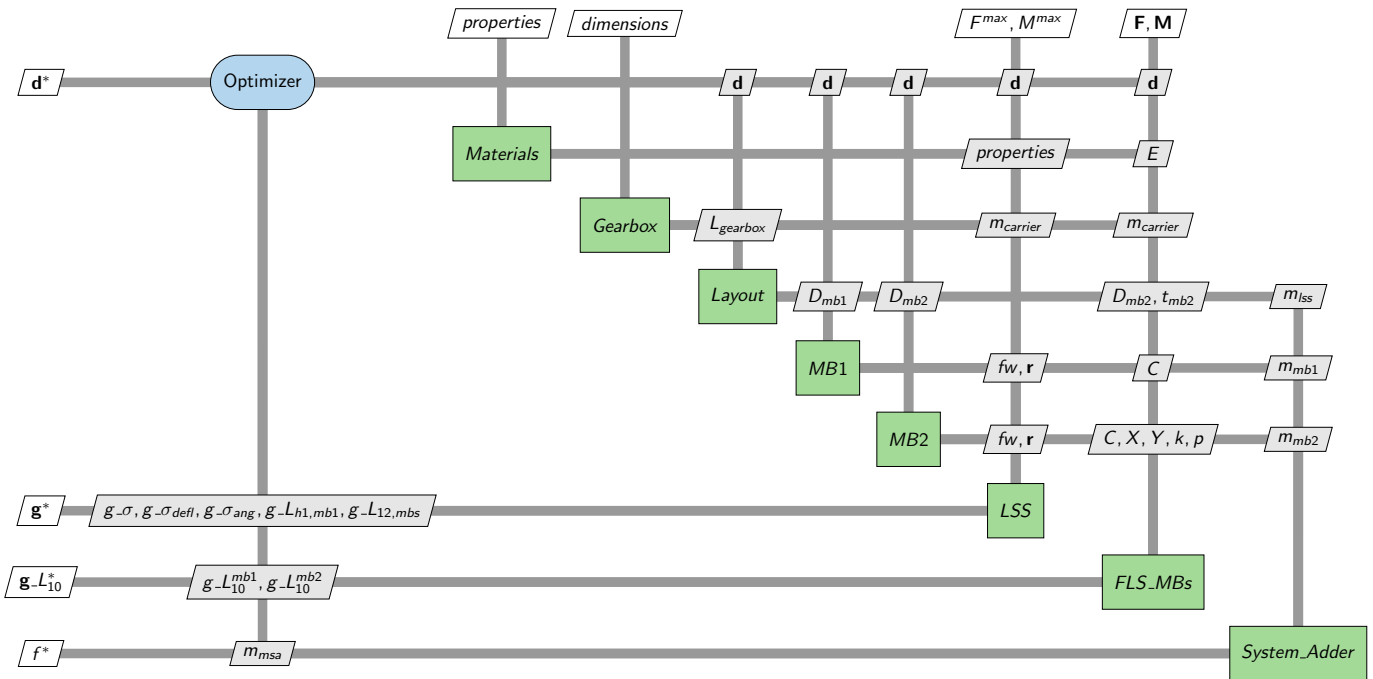 properties dimensions F^max, M^max F, M
d* Optimizer d d d d d
Materials properties E
Gearbox L_gearbox m_carrier m_carrier
Layout D_mb1 D_mb2 D_mb2, t_mb2 m_lss
MB1 fw, r C m_mb1
MB2 fw, r C, X, Y, k, p m_mb2
g* g_σ, g_σ_defl, g_σ_ang, g_L_h1,mb1, g_L_12,mbs LSS
g_L*_10 g_L^mb1_10, g_L^mb2_10 FLS_MBs
f* m_msa System_Adder